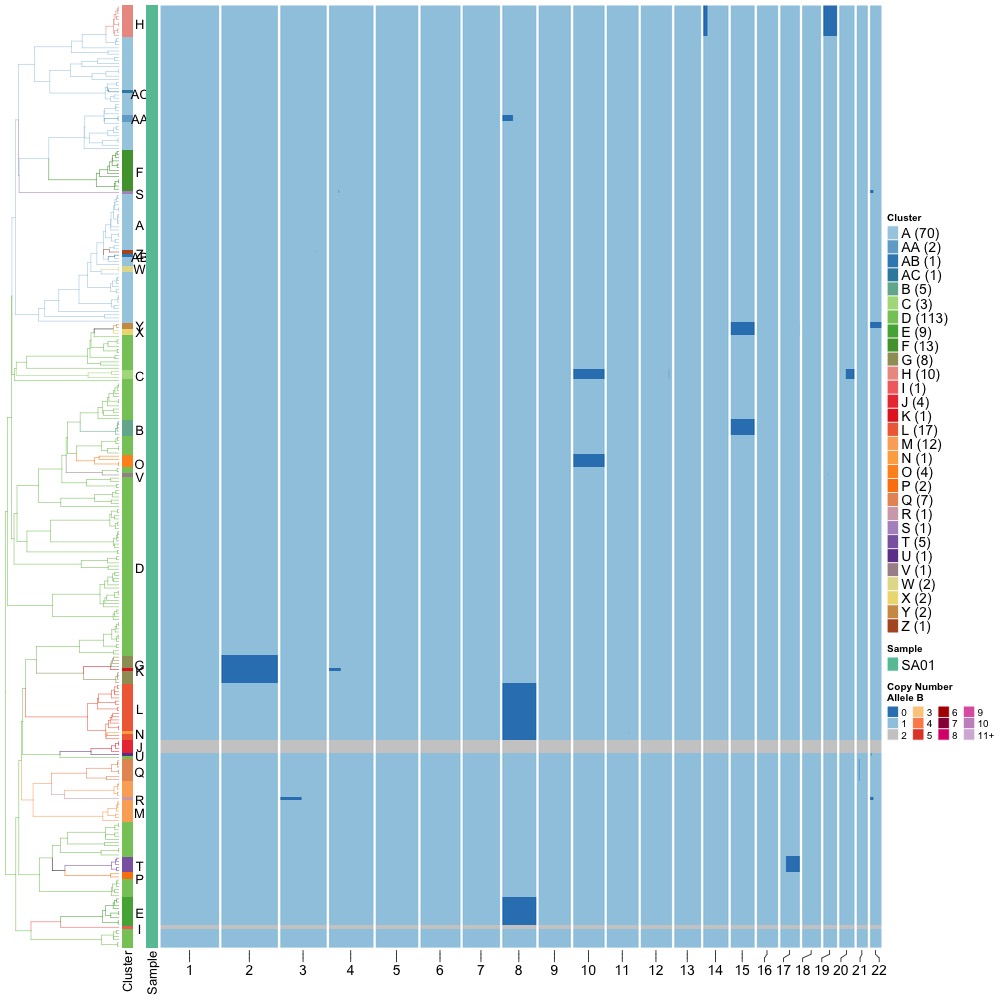 H
AC
AA
F
S
A
Z
AB
W
Y
X
C
B
O
V
D
G
K
L
N
J
U
Q
R
M
T
P
E
I
Cluster
Sample
1 2 3 4 5 6 7 8 9 10 11 12 13 14 15 16 17 18 19 20 21 22
Cluster
A (70)
AA (2)
AB (1)
AC (1)
B (5)
C (3)
D (113)
E (9)
F (13)
G (8)
H (10)
I (1)
J (4)
K (1)
L (17)
M (12)
N (1)
O (4)
P (2)
Q (7)
R (1)
S (1)
T (5)
U (1)
V (1)
W (2)
X (2)
Y (2)
Z (1)
Sample
SA01
Copy Number
Allele B
0 3 6 9
1 4 7 10
2 5 8 11+